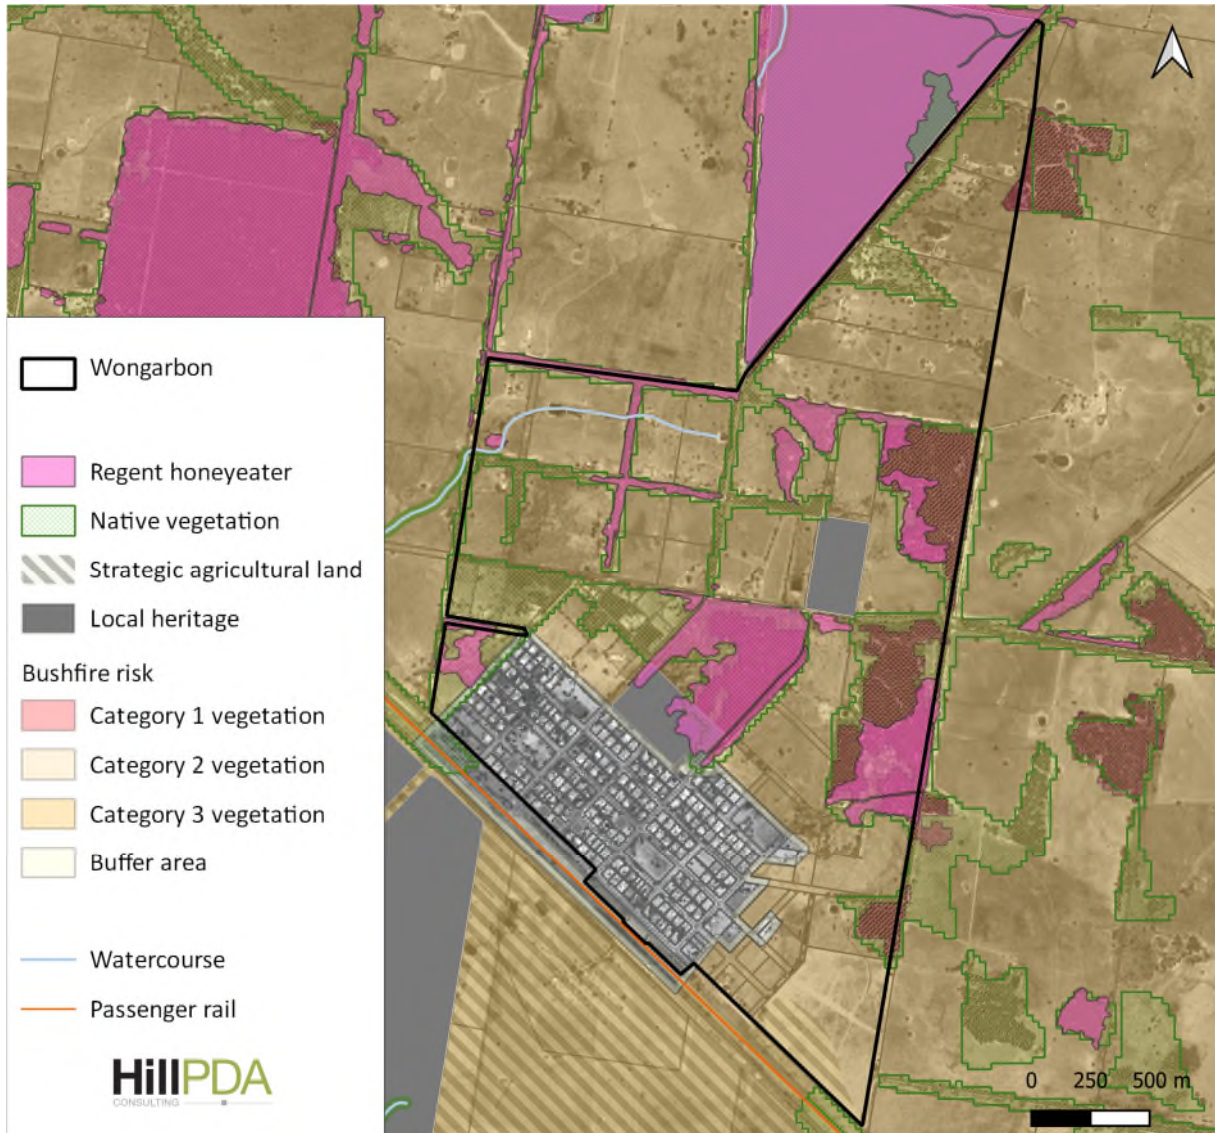 Wongarbon
Regent honeyeater
Native vegetation
Strategic agricultural land
Local heritage
Bushfire risk
Category 1 vegetation
Category 2 vegetation
Category 3 vegetation
Buffer area
Watercourse
Passenger rail
HillPDA
CONSULTING
0 250 500 m